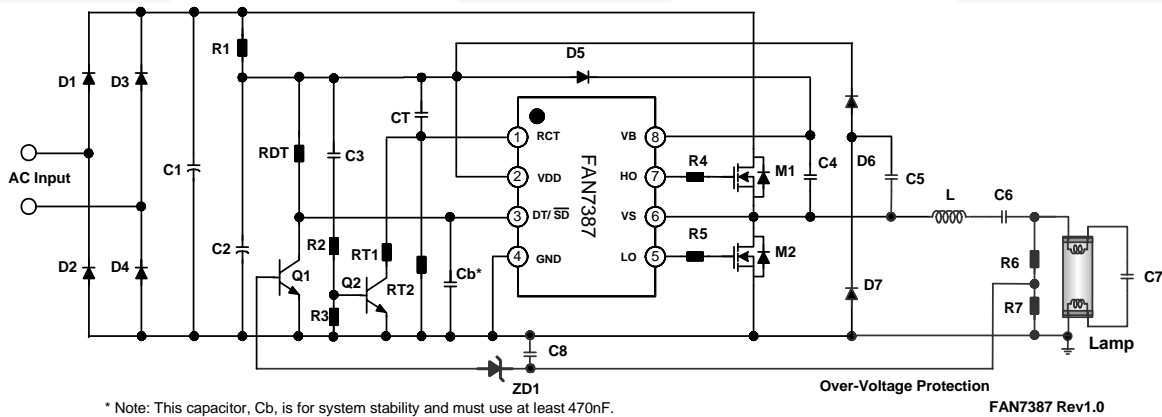 R1
D5
D1
D3
CT
1
RCT
VB
8
RDT
C3
FAN7387
D6
C4
C5
AC Input
C1
R4
M1
2
VDD
HO
7
L
C6
3
DT/ SD
VS
6
R2
RT1
R5
C2
4
GND
LO
5
M2
R6
D2
D4
Q1
Q2
RT2
Cb*
C7
D7
R3
R7
C8
Lamp
ZD1
Over-Voltage Protection
* Note: This capacitor, Cb, is for system stability and must use at least 470nF.
FAN7387 Rev1.0